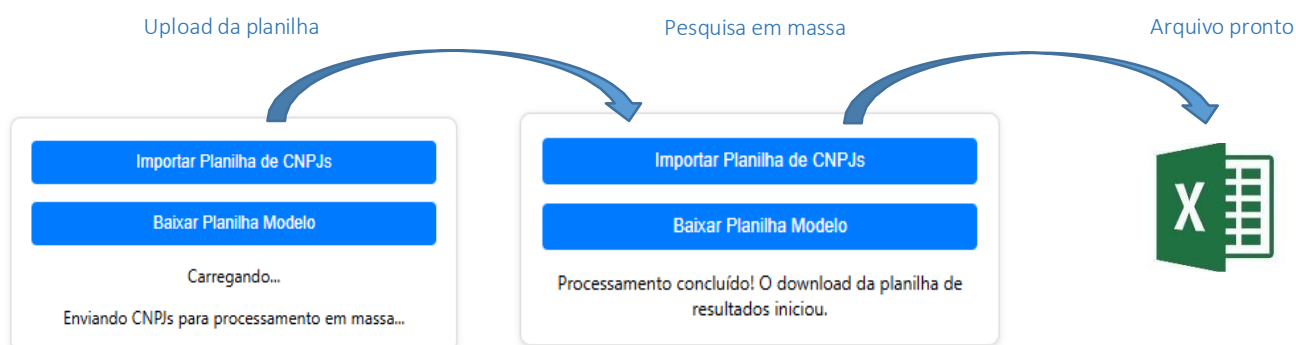 Upload da planilha
Pesquisa em massa
Arquivo pronto
Importar Planilha de CNPJs
Baixar Planilha Modelo
Carregando...
Enviando CNPJs para processamento em massa...
Importar Planilha de CNPJs
Baixar Planilha Modelo
Processamento concluído! O download da planilha de
resultados iniciou.
X